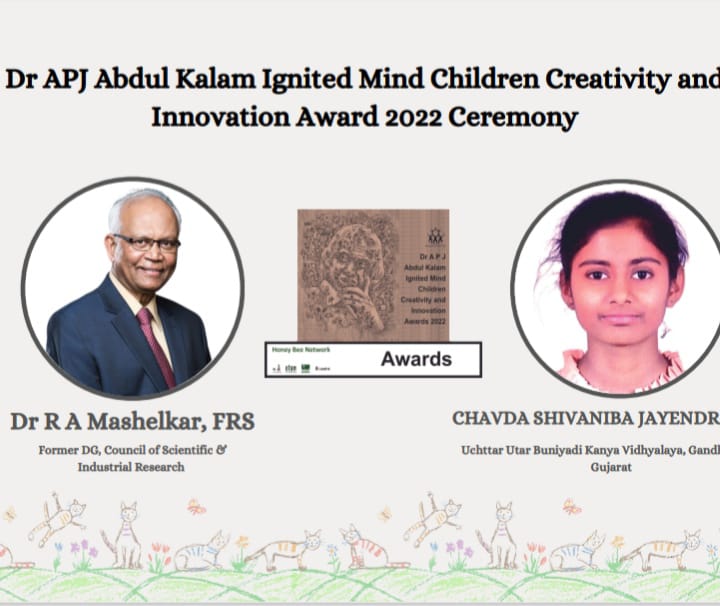 Dr APJ Abdul Kalam Ignited Mind Children Creativity and
Innovation Award 2022 Ceremony
Dr A P J
Abdul Kalam
Ignited Mind
Children
Creativity and
Innovation
Awards 2022
Honey Bee Network
Awards
Dr R A Mashelkar, FRS
Former DG, Council of Scientific &
Industrial Research
CHAVDA SHIVANIBA JAYENDR
Uchttar Utar Buniyadi Kanya Vidhyalaya, Gandh
Gujarat